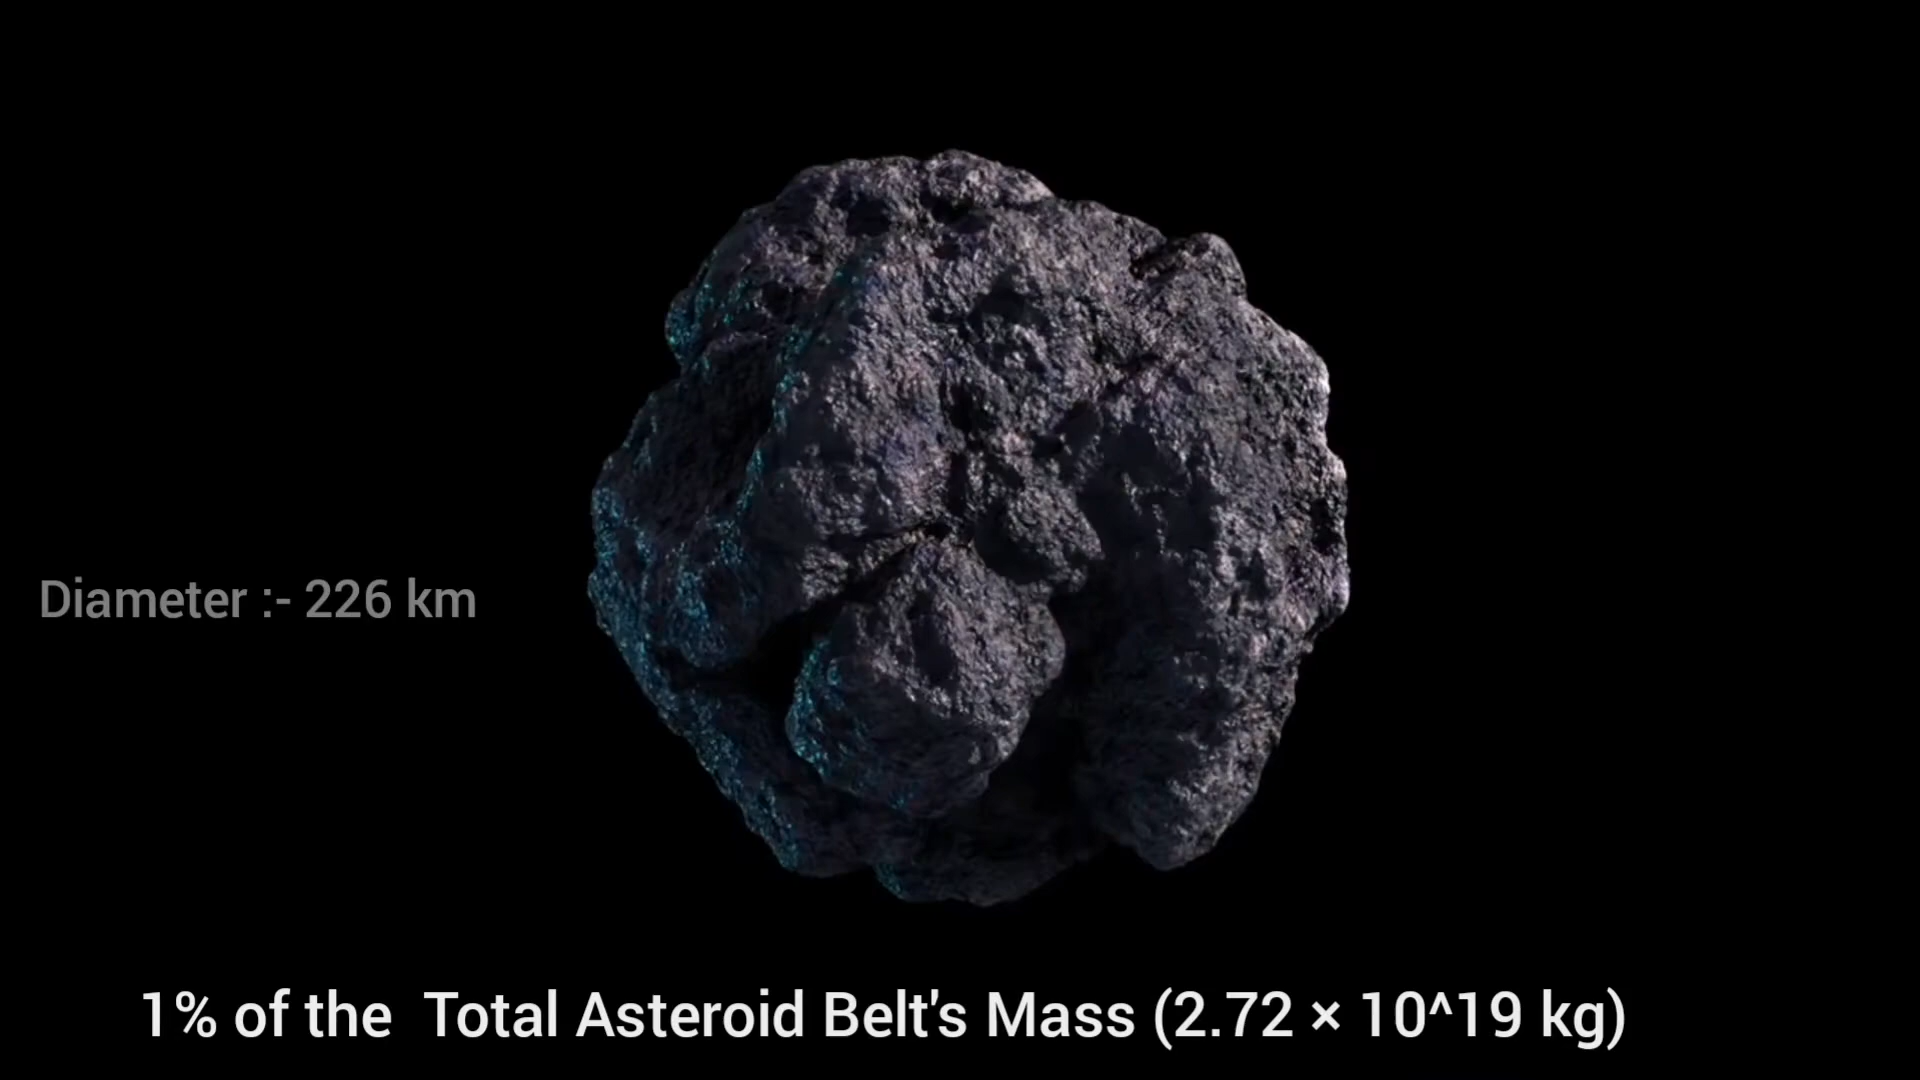 Diameter :- 226 km
1% of the  Total Asteroid Belt's Mass (2.72 × 10^19 kg)